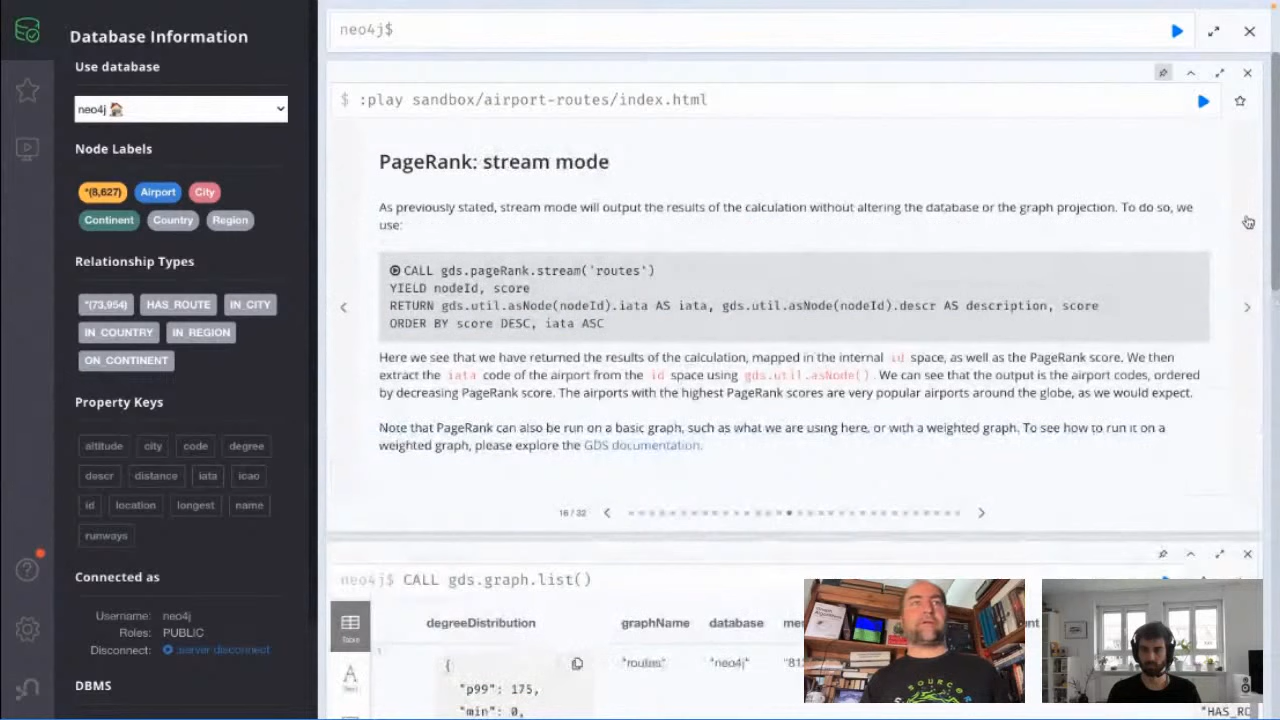 Database Information
Use database
neo4j
Node Labels
*(8,627) Airport City
Continent Country Region
Relationship Types
*(73,954) HAS_ROUTE IN_CITY
IN_COUNTRY IN_REGION
ON_CONTINENT
Property Keys
altitude city code degree
descr distance iata icao
id location longest name
runways
Connected as
Username: neo4j
Roles: PUBLIC
Disconnect: :server disconnect
DBMS
neo4j$
$ :play sandbox/airport-routes/index.html
PageRank: stream mode
As previously stated, stream mode will output the results of the calculation without altering the database or the graph projection. To do so, we
use:
CALL gds.pageRank.stream('routes')
YIELD nodeId, score
RETURN gds.util.asNode(nodeId).iata AS iata, gds.util.asNode(nodeId).descr AS description, score
ORDER BY score DESC, iata ASC
Here we see that we have returned the results of the calculation, mapped in the internal id space, as well as the PageRank score. We then
extract the iata code of the airport from the id space using gds.util.asNode(). We can see that the output is the airport codes, ordered
by decreasing PageRank score. The airports with the highest PageRank scores are very popular airports around the globe, as we would expect.
Note that PageRank can also be run on a basic graph, such as what we are using here, or with a weighted graph. To see how to run it on a
weighted graph, please explore the GDS documentation.
16 / 32
neo4j$ CALL gds.graph.list()
Table
degreeDistribution graphName database
{ "routes" "neo4j"
"p99": 175,
"min": 0,
Text
"HAS_RO